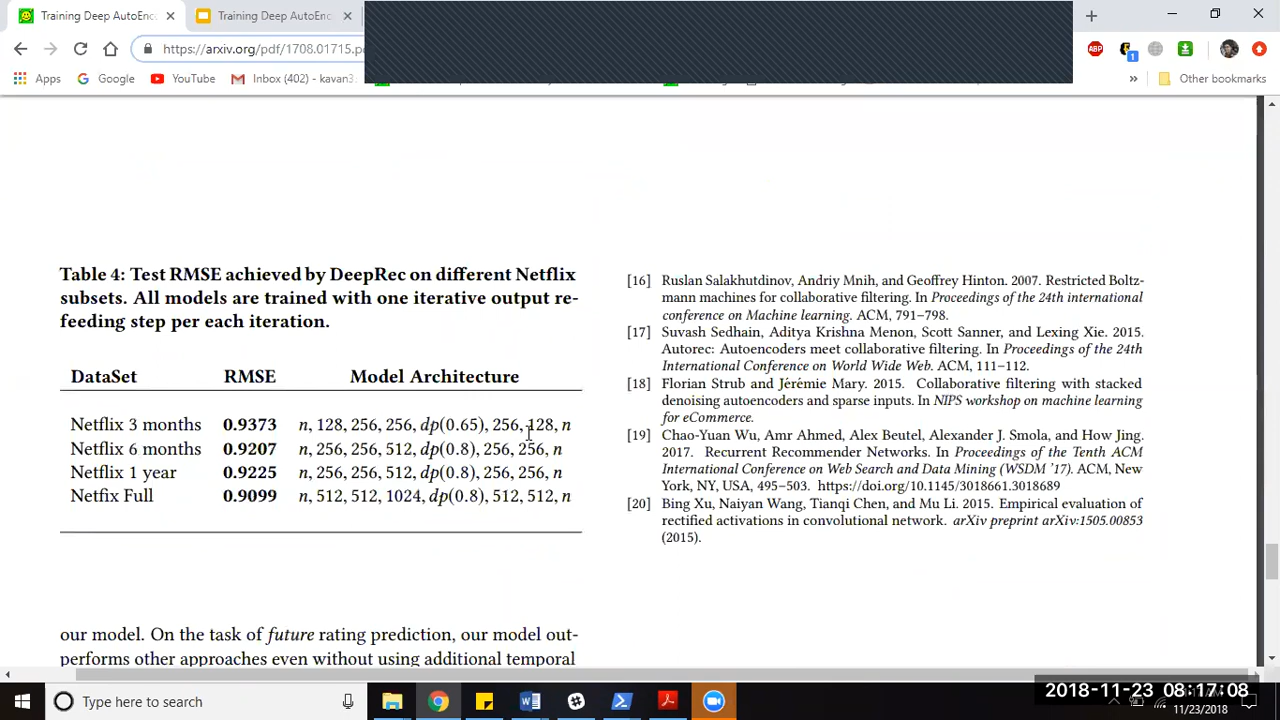 Training Deep AutoEnc
Training Deep AutoEnc
https://arxiv.org/pdf/1708.01715.p
ABP
1
Apps
Google
YouTube
Inbox (402) - kavan3
»
Other bookmarks
Table 4: Test RMSE achieved by DeepRec on different Netflix
subsets. All models are trained with one iterative output re-
feeding step per each iteration.
DataSet RMSE Model Architecture
Netflix 3 months 0.9373 n, 128, 256, 256, dp(0.65), 256, 128, n
Netflix 6 months 0.9207 n, 256, 256, 512, dp(0.8), 256, 256, n
Netflix 1 year 0.9225 n, 256, 256, 512, dp(0.8), 256, 256, n
Netfix Full 0.9099 n, 512, 512, 1024, dp(0.8), 512, 512, n
our model. On the task of future rating prediction, our model out-
performs other approaches even without using additional temporal
[16] Ruslan Salakhutdinov, Andriy Mnih, and Geoffrey Hinton. 2007. Restricted Boltz-
mann machines for collaborative filtering. In Proceedings of the 24th international
conference on Machine learning. ACM, 791–798.
[17] Suvash Sedhain, Aditya Krishna Menon, Scott Sanner, and Lexing Xie. 2015.
Autorec: Autoencoders meet collaborative filtering. In Proceedings of the 24th
International Conference on World Wide Web. ACM, 111–112.
[18] Florian Strub and Jérémie Mary. 2015. Collaborative filtering with stacked
denoising autoencoders and sparse inputs. In NIPS workshop on machine learning
for eCommerce.
[19] Chao-Yuan Wu, Amr Ahmed, Alex Beutel, Alexander J. Smola, and How Jing.
2017. Recurrent Recommender Networks. In Proceedings of the Tenth ACM
International Conference on Web Search and Data Mining (WSDM '17). ACM, New
York, NY, USA, 495–503. https://doi.org/10.1145/3018661.3018689
[20] Bing Xu, Naiyan Wang, Tianqi Chen, and Mu Li. 2015. Empirical evaluation of
rectified activations in convolutional network. arXiv preprint arXiv:1505.00853
(2015).
Type here to search
2018-11-23 08:17:08
11/23/2018